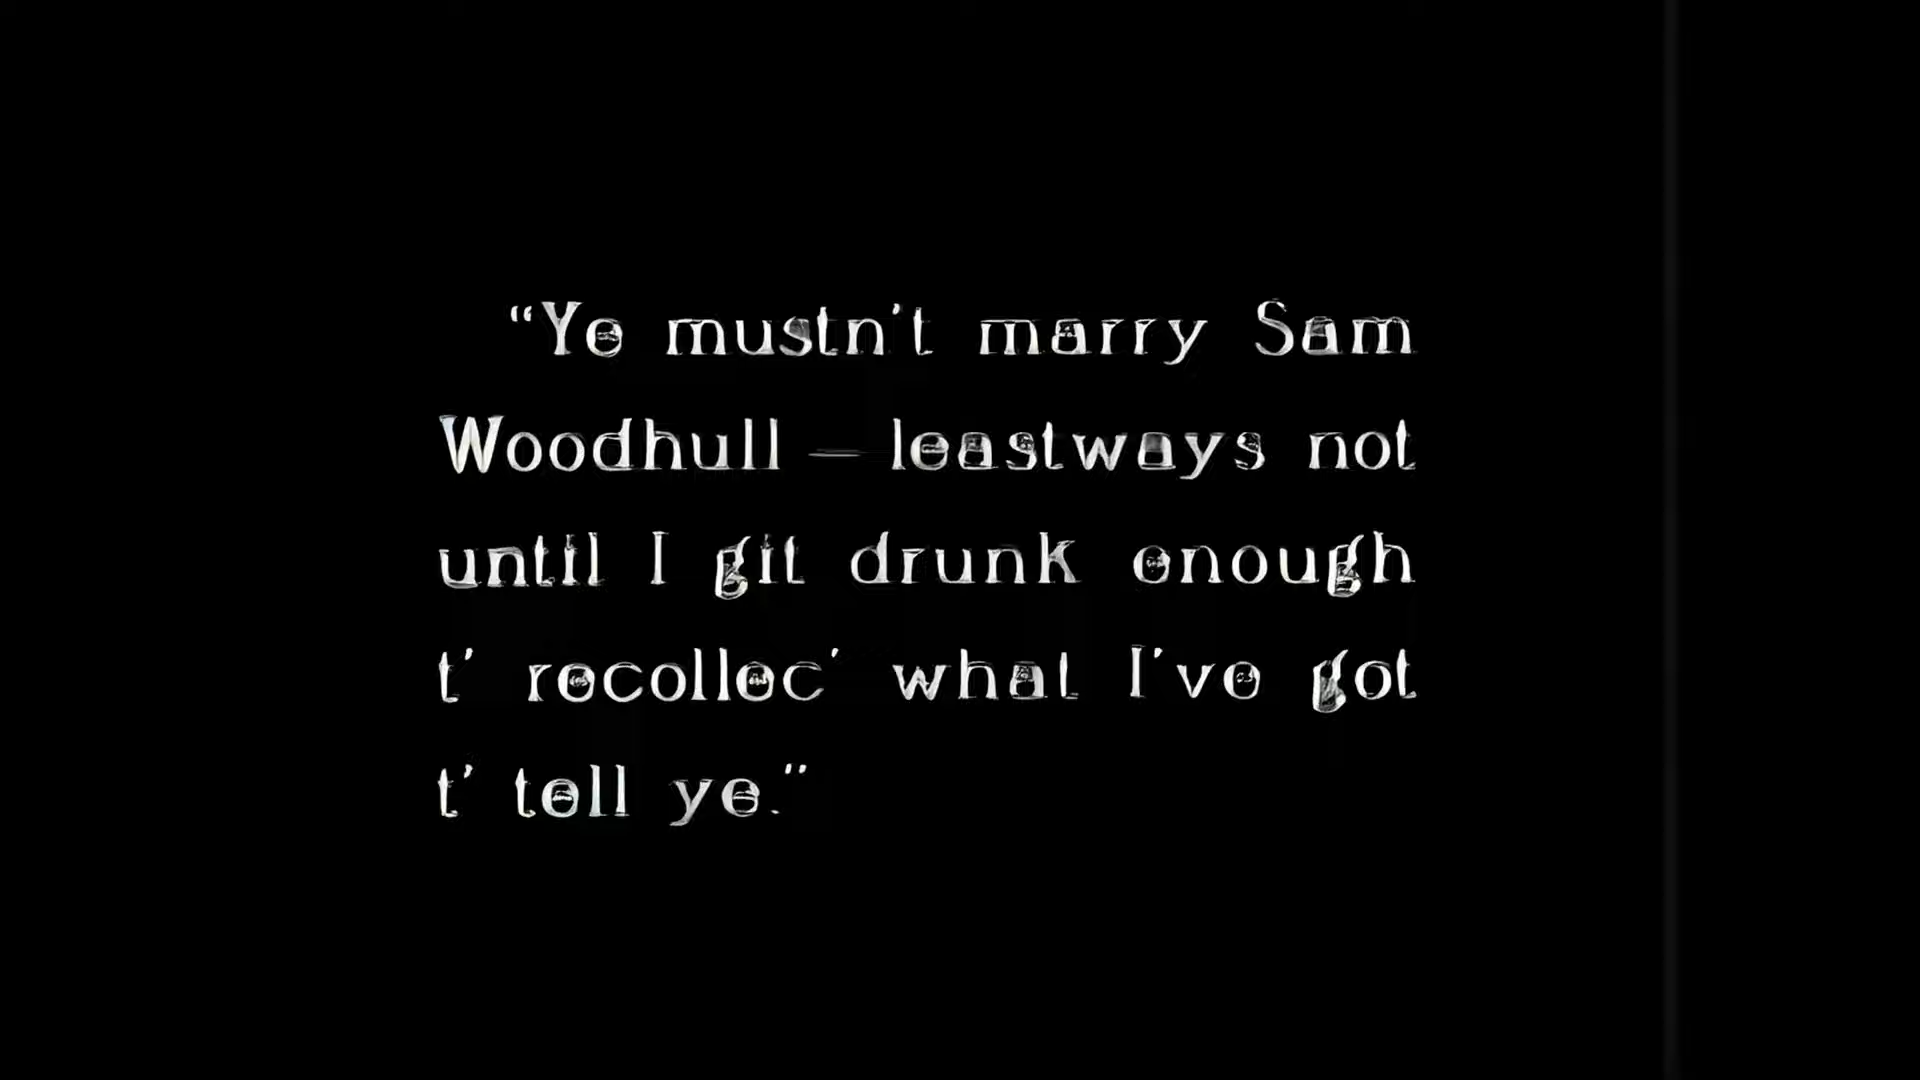 “Ye mustn't marry Sam
Woodhull — leastways not
until I git drunk enough
t' recollec' what I've got
t' tell ye."